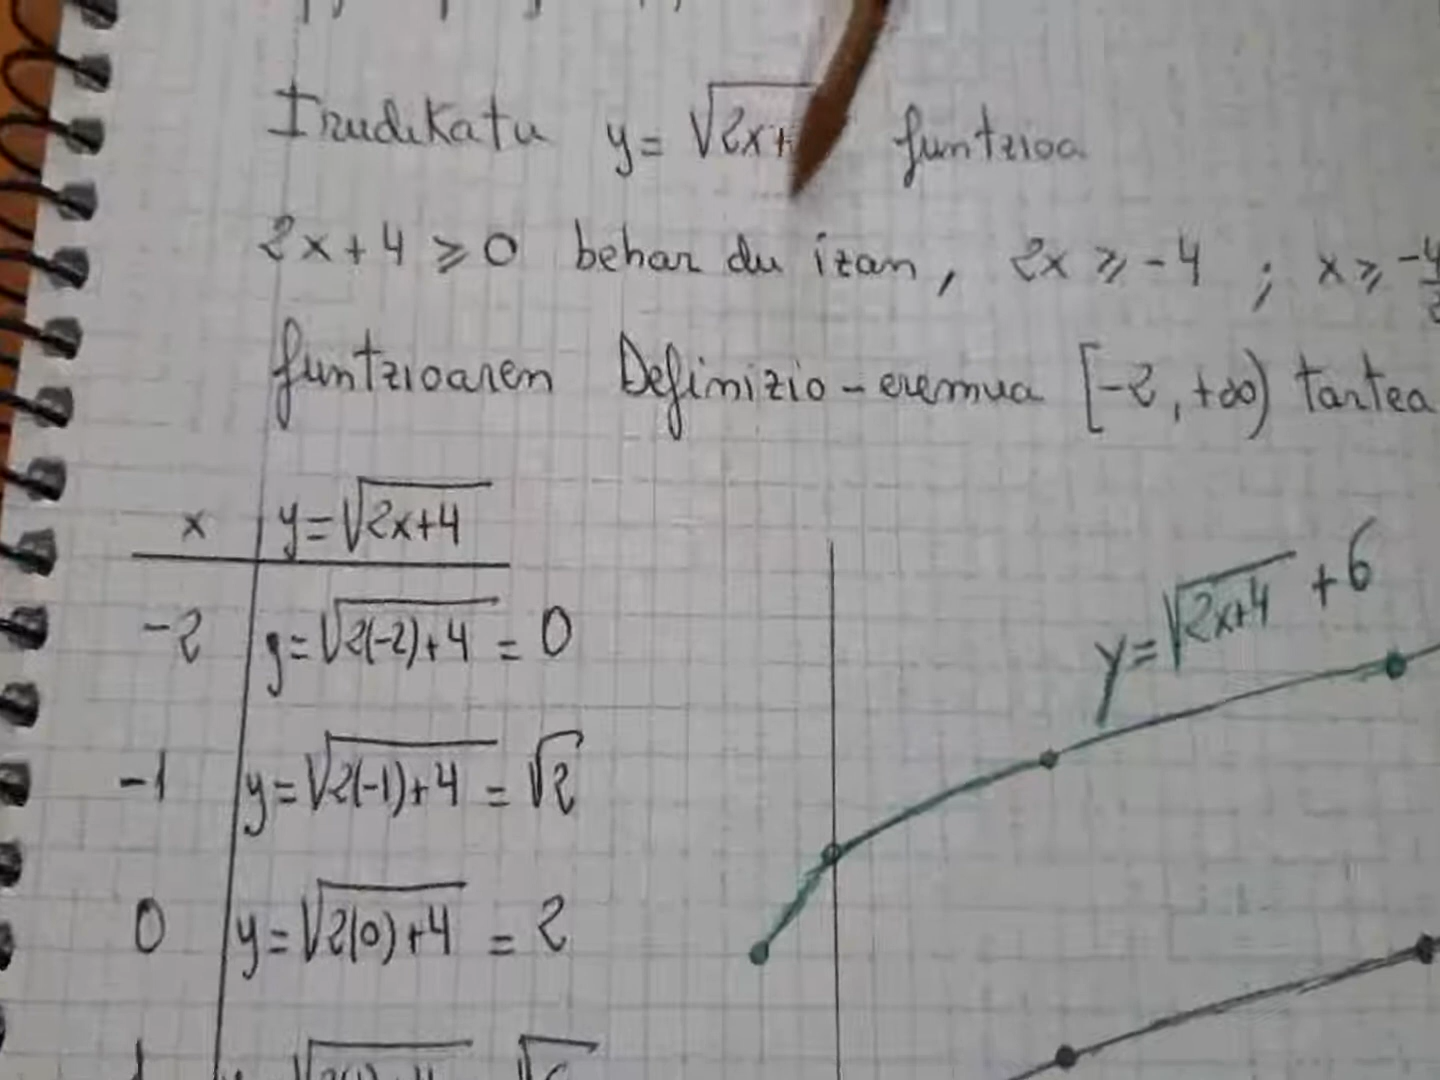 Irudikatu y = √2x+ funtzioa
2x+4 ⩾ 0 behar du izan, 2x ⩾ -4 ; x ⩾ -4
funtzioaren Definizio-eremua [-2, +∞) tartea
x y=√2x+4
-2 y=√2(-2)+4 = 0
-1 y=√2(-1)+4 = √2
0 y=√2(0)+4 = 2
y=√2x+4 +6